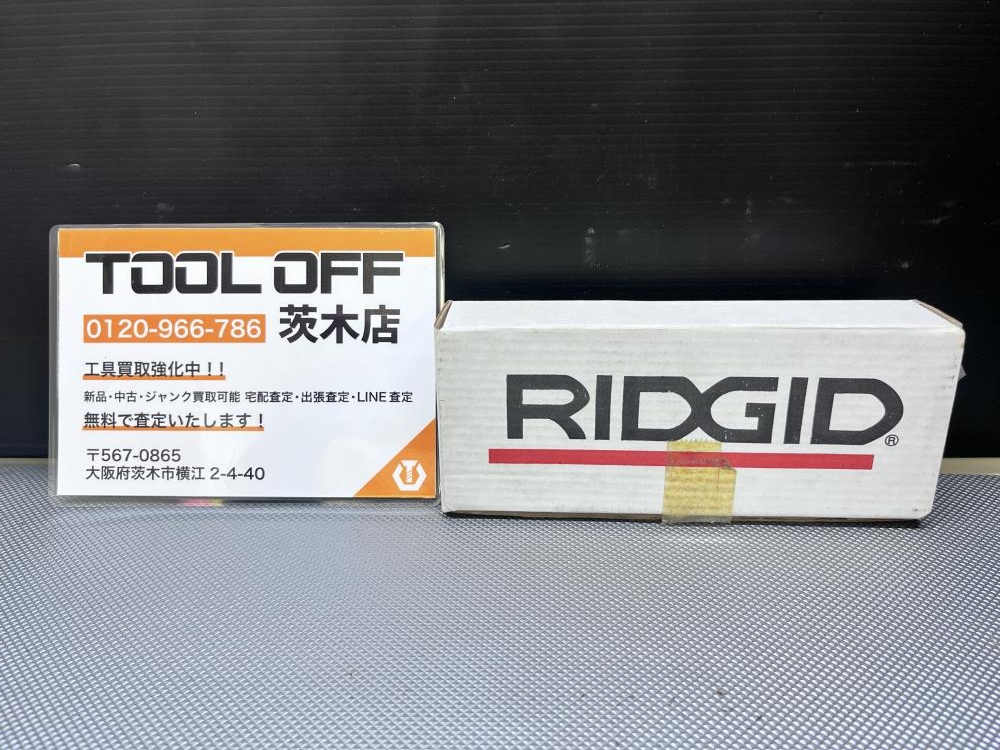 TOOL OFF
0120-966-786 茨木店
工具買取強化中！！
新品・中古・ジャンク買取可能 宅配査定・出張査定・LINE査定
無料で査定いたします！
〒567-0865
大阪府茨木市横江 2-4-40
RIDGID®